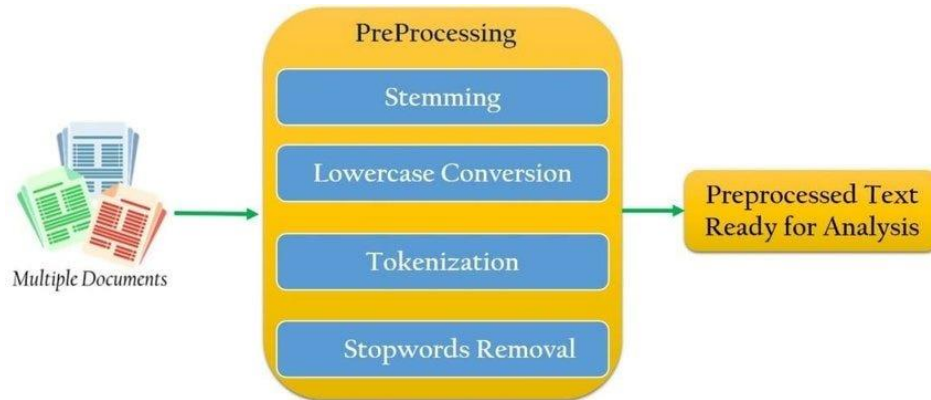 PreProcessing
Stemming
Lowercase Conversion
Tokenization
Stopwords Removal
Multiple Documents
Preprocessed Text
Ready for Analysis